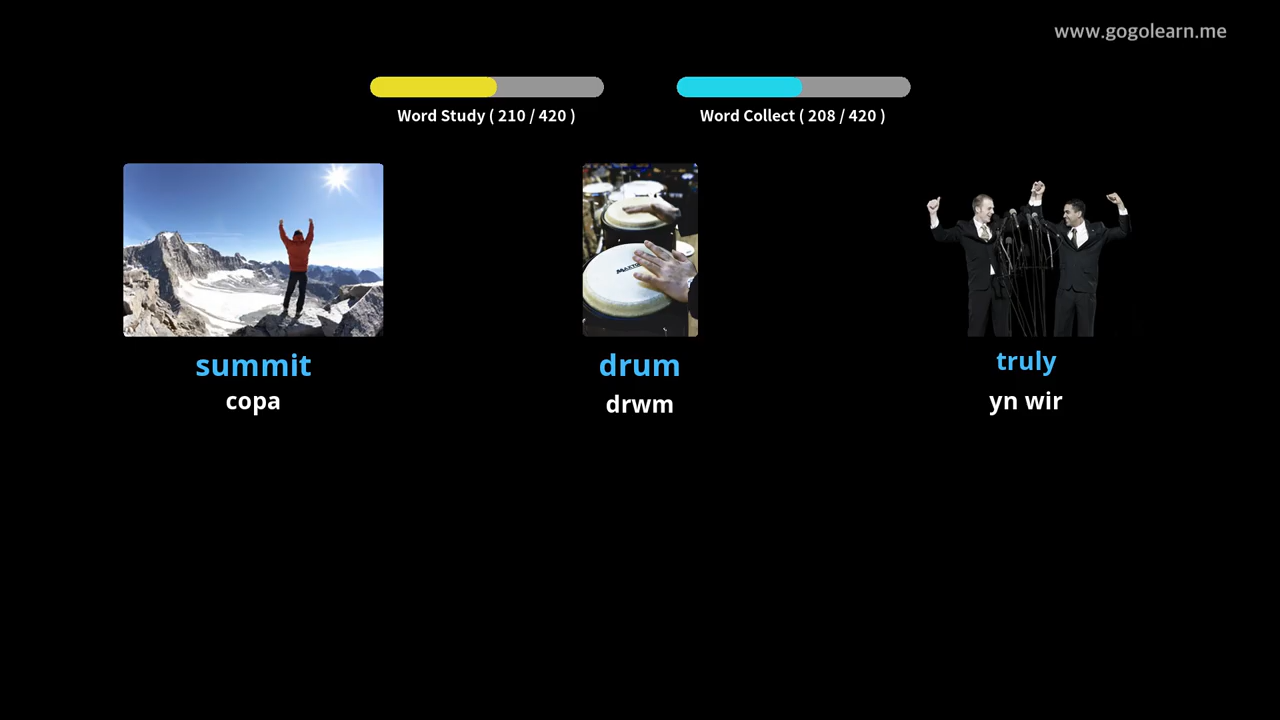 www.gogolearn.me
Word Study ( 210 / 420 )
Word Collect ( 208 / 420 )
summit
copa
drum
drwm
truly
yn wir